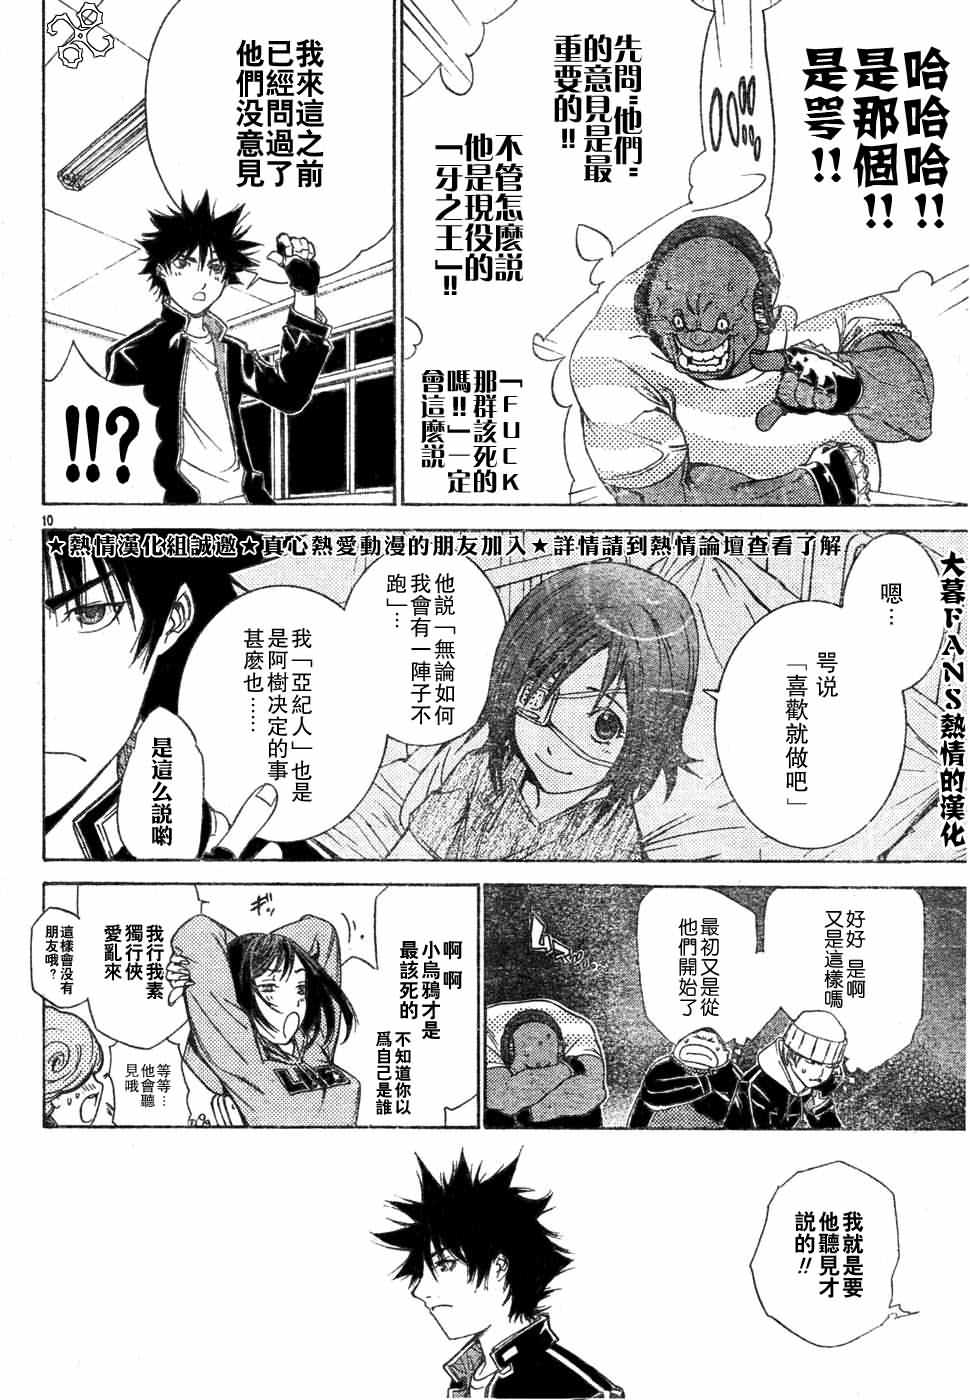 哈哈哈!!
是那個!!
是咢!!
先問"他們"
的意見是最
重要的!!
不管怎麼說
他是現役的
「牙之王」!!
「FUCK
那群該死的
嗎!!」一定
會這麼說
我來這之前
已經問過了
他們没意見
!!?
10
★熱情漢化組誠邀★真心熱愛動漫的朋友加入★詳情請到熱情論壇查看了解
大暮FANS熱情的漢化
嗯…
咢说
「喜歡就做吧」
他説「無論如何
我會有一陣子不
跑」…
我「亞紀人」也是
是阿樹决定的事
甚麽也……
是這么説喲
好好 是啊
又是這樣嗎
最初又是從
他們開始了
啊 啊
小烏鴉才是
最該死的
不知道你以
爲自己是誰
我行我素
獨行俠
愛亂來
等等…
他會聽
見哦
這樣會没有
朋友哦？
我就是要
他聽見才
説的!!